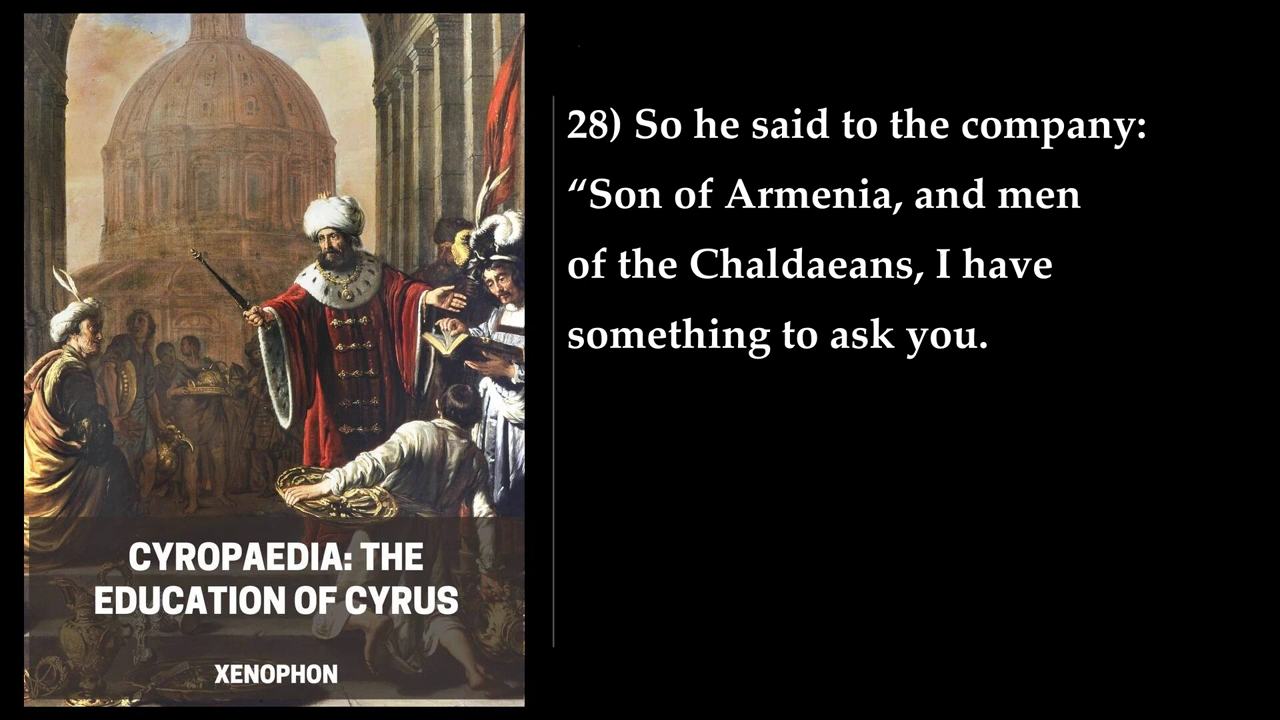 28) So he said to the company:
“Son of Armenia, and men
of the Chaldaeans, I have
something to ask you.
CYROPAEDIA: THE
EDUCATION OF CYRUS
XENOPHON